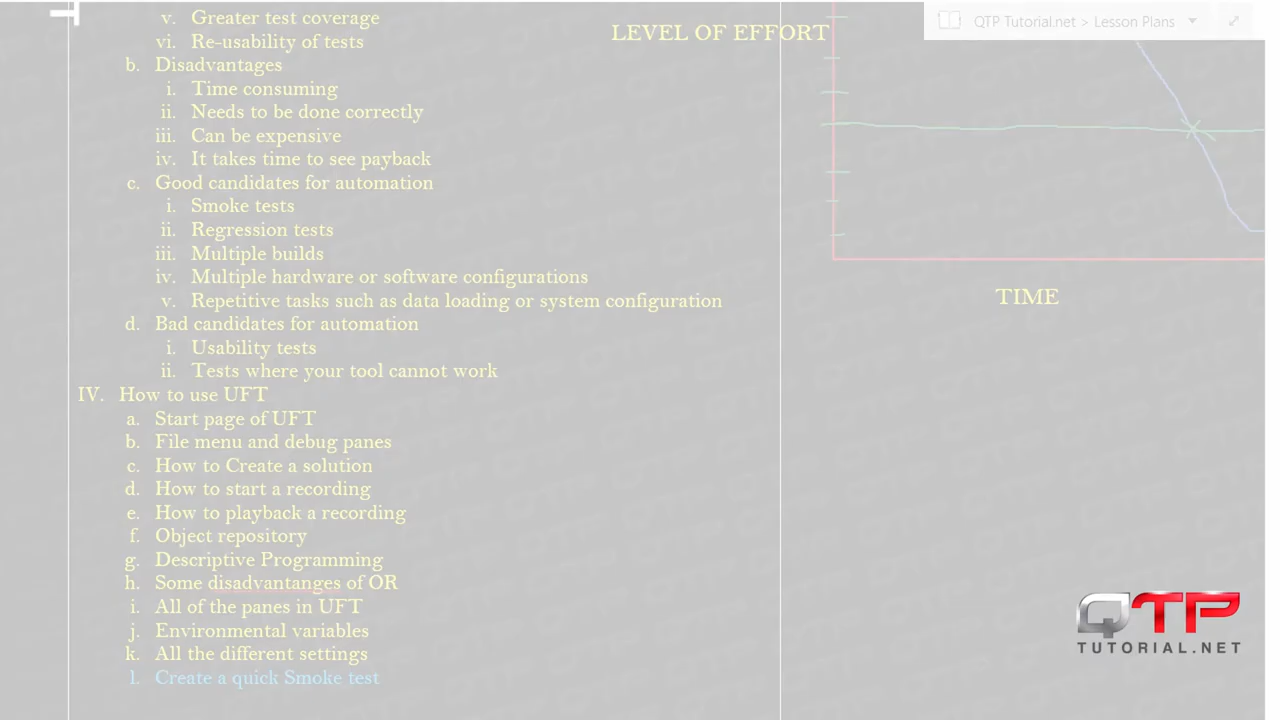 v. Greater test coverage
vi. Re-usability of tests
b. Disadvantages
i. Time consuming
ii. Needs to be done correctly
iii. Can be expensive
iv. It takes time to see payback
c. Good candidates for automation
i. Smoke tests
ii. Regression tests
iii. Multiple builds
iv. Multiple hardware or software configurations
v. Repetitive tasks such as data loading or system configuration
d. Bad candidates for automation
i. Usability tests
ii. Tests where your tool cannot work
IV. How to use UFT
a. Start page of UFT
b. File menu and debug panes
c. How to Create a solution
d. How to start a recording
e. How to playback a recording
f. Object repository
g. Descriptive Programming
h. Some disadvantanges of OR
i. All of the panes in UFT
j. Environmental variables
k. All the different settings
l. Create a quick Smoke test
LEVEL OF EFFORT
TIME
QTP Tutorial.net > Lesson Plans
QTP
TUTORIAL.NET